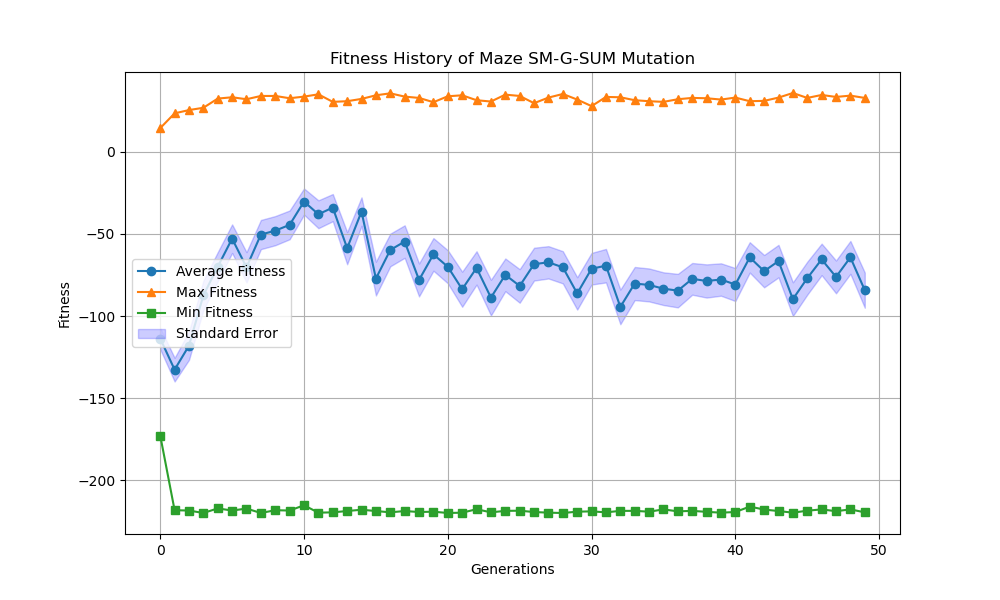 Fitness History of Maze SM-G-SUM Mutation
Fitness
0
−50
−100
−150
−200
Average Fitness
Max Fitness
Min Fitness
Standard Error
0 10 20 30 40 50
Generations